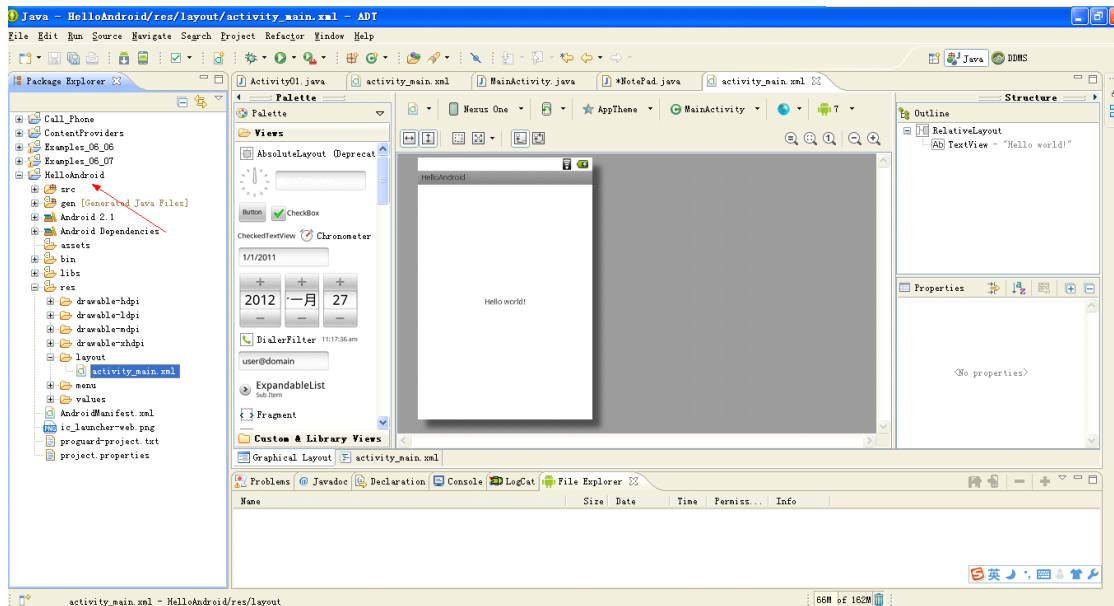 Java - HelloAndroid/res/layout/activity_main.xml - ADT
File Edit Run Source Navigate Search Project Refactor Window Help
Java DDMS
Package Explorer
Call_Phone
ContentProviders
Examples_06_06
Examples_06_07
HelloAndroid
src
gen [Generated Java Files]
Android 2.1
Android Dependencies
assets
bin
libs
res
drawable-hdpi
drawable-ldpi
drawable-mdpi
drawable-xhdpi
layout
activity_main.xml
menu
values
AndroidManifest.xml
ic_launcher-web.png
proguard-project.txt
project.properties
Activity01.java activity_main.xml MainActivity.java *NotePad.java activity_main.xml
Palette
Palette
Views
AbsoluteLayout (Deprecat
Button CheckBox
CheckedTextView Chronometer
1/1/2011
2012 一月 27
DialerFilter 11:17:36 am
user@domain
ExpandableList
Sub Item
Fragment
Custom & Library Views
Nexus One AppTheme MainActivity 7
HelloAndroid
Hello world!
Graphical Layout activity_main.xml
Structure
Outline
RelativeLayout
Ab TextView - "Hello world!"
Properties
<No properties>
Problems Javadoc Declaration Console LogCat File Explorer
Name Size Date Time Permiss... Info
英
activity_main.xml - HelloAndroid/res/layout
66M of 162M